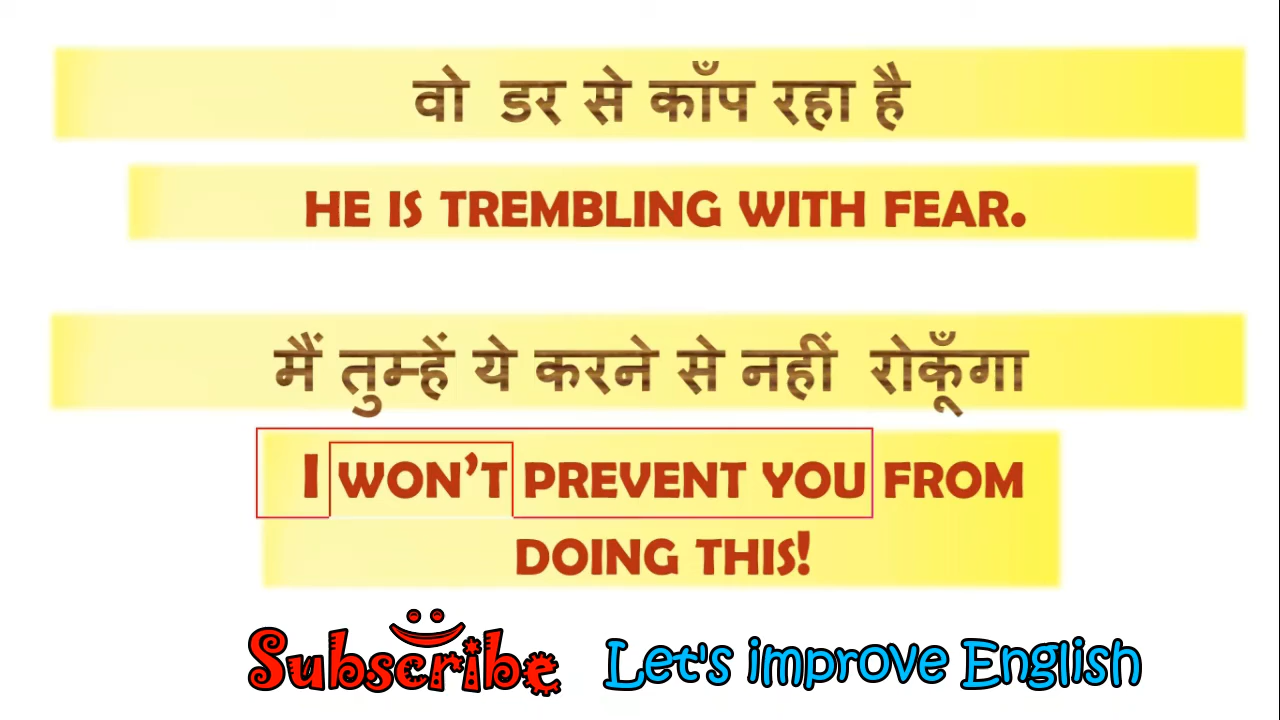 वो डर से काँप रहा है
HE IS TREMBLING WITH FEAR.
मैं तुम्हें ये करने से नहीं रोकूँगा
I WON'T PREVENT YOU FROM
DOING THIS!
Subscribe Let's improve English